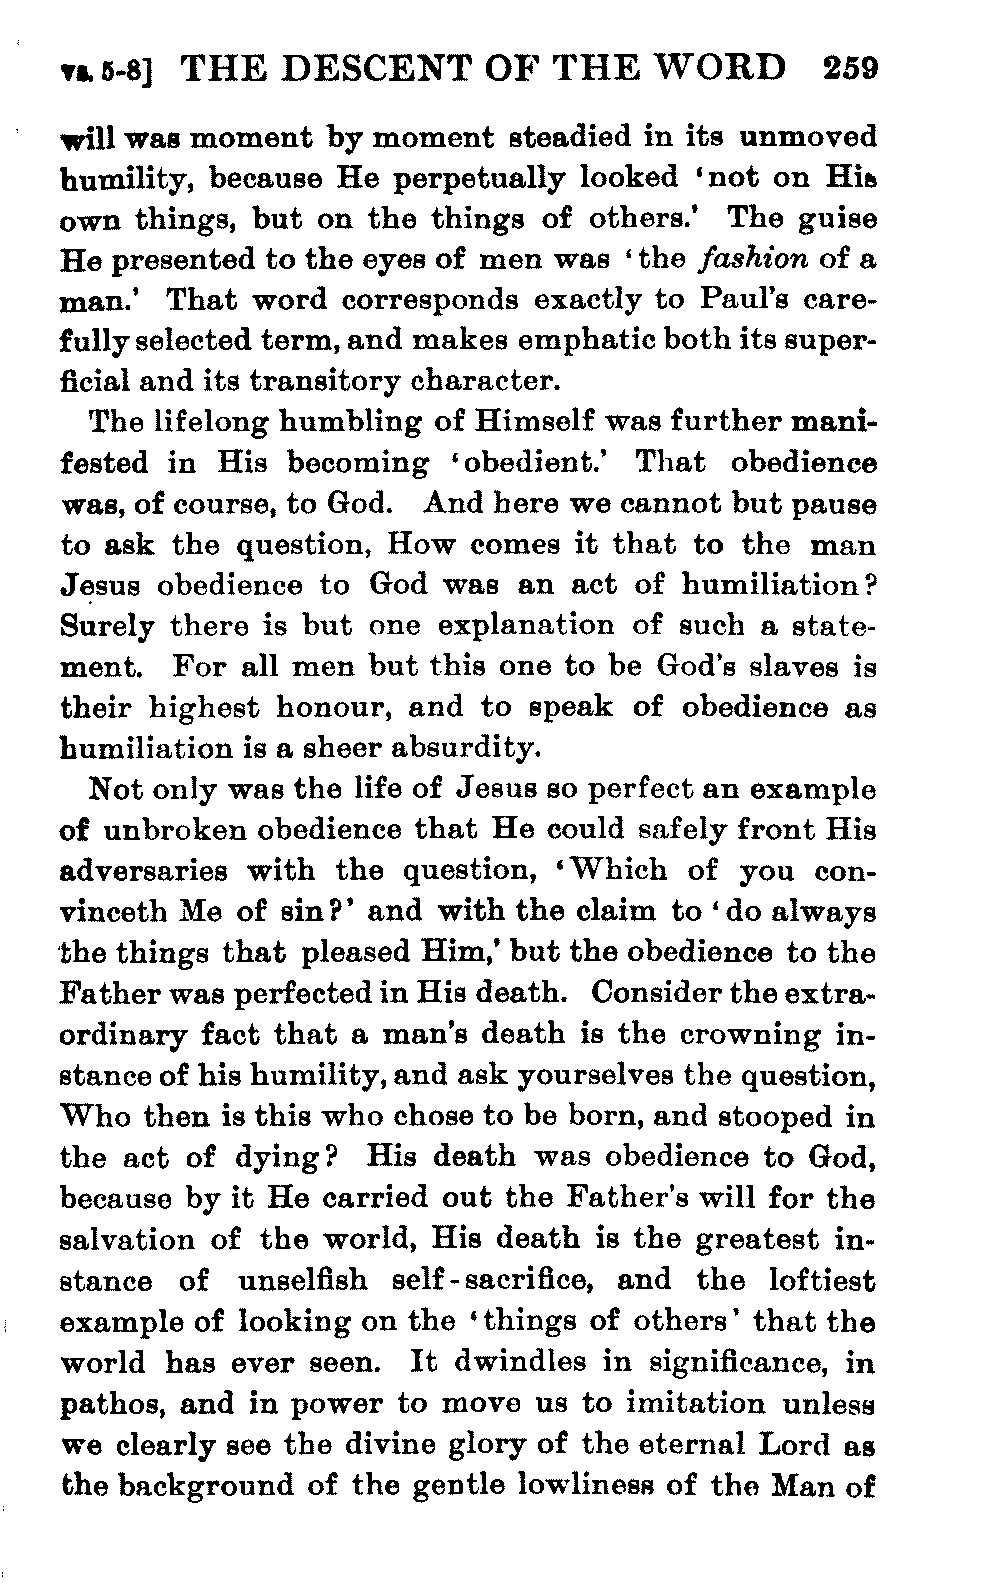 vs. 5-8] THE DESCENT OF THE WORD 259
will was moment by moment steadied in its unmoved
humility, because He perpetually looked ‘not on His
own things, but on the things of others.’ The guise
He presented to the eyes of men was ‘the fashion of a
man.’ That word corresponds exactly to Paul’s care-
fully selected term, and makes emphatic both its super-
ficial and its transitory character.
The lifelong humbling of Himself was further mani-
fested in His becoming ‘obedient.’ That obedience
was, of course, to God. And here we cannot but pause
to ask the question, How comes it that to the man
Jesus obedience to God was an act of humiliation?
Surely there is but one explanation of such a state-
ment. For all men but this one to be God’s slaves is
their highest honour, and to speak of obedience as
humiliation is a sheer absurdity.
Not only was the life of Jesus so perfect an example
of unbroken obedience that He could safely front His
adversaries with the question, ‘Which of you con-
vinceth Me of sin?’ and with the claim to ‘do always
the things that pleased Him,’ but the obedience to the
Father was perfected in His death. Consider the extra-
ordinary fact that a man’s death is the crowning in-
stance of his humility, and ask yourselves the question,
Who then is this who chose to be born, and stooped in
the act of dying? His death was obedience to God,
because by it He carried out the Father’s will for the
salvation of the world, His death is the greatest in-
stance of unselfish self-sacrifice, and the loftiest
example of looking on the ‘things of others’ that the
world has ever seen. It dwindles in significance, in
pathos, and in power to move us to imitation unless
we clearly see the divine glory of the eternal Lord as
the background of the gentle lowliness of the Man of